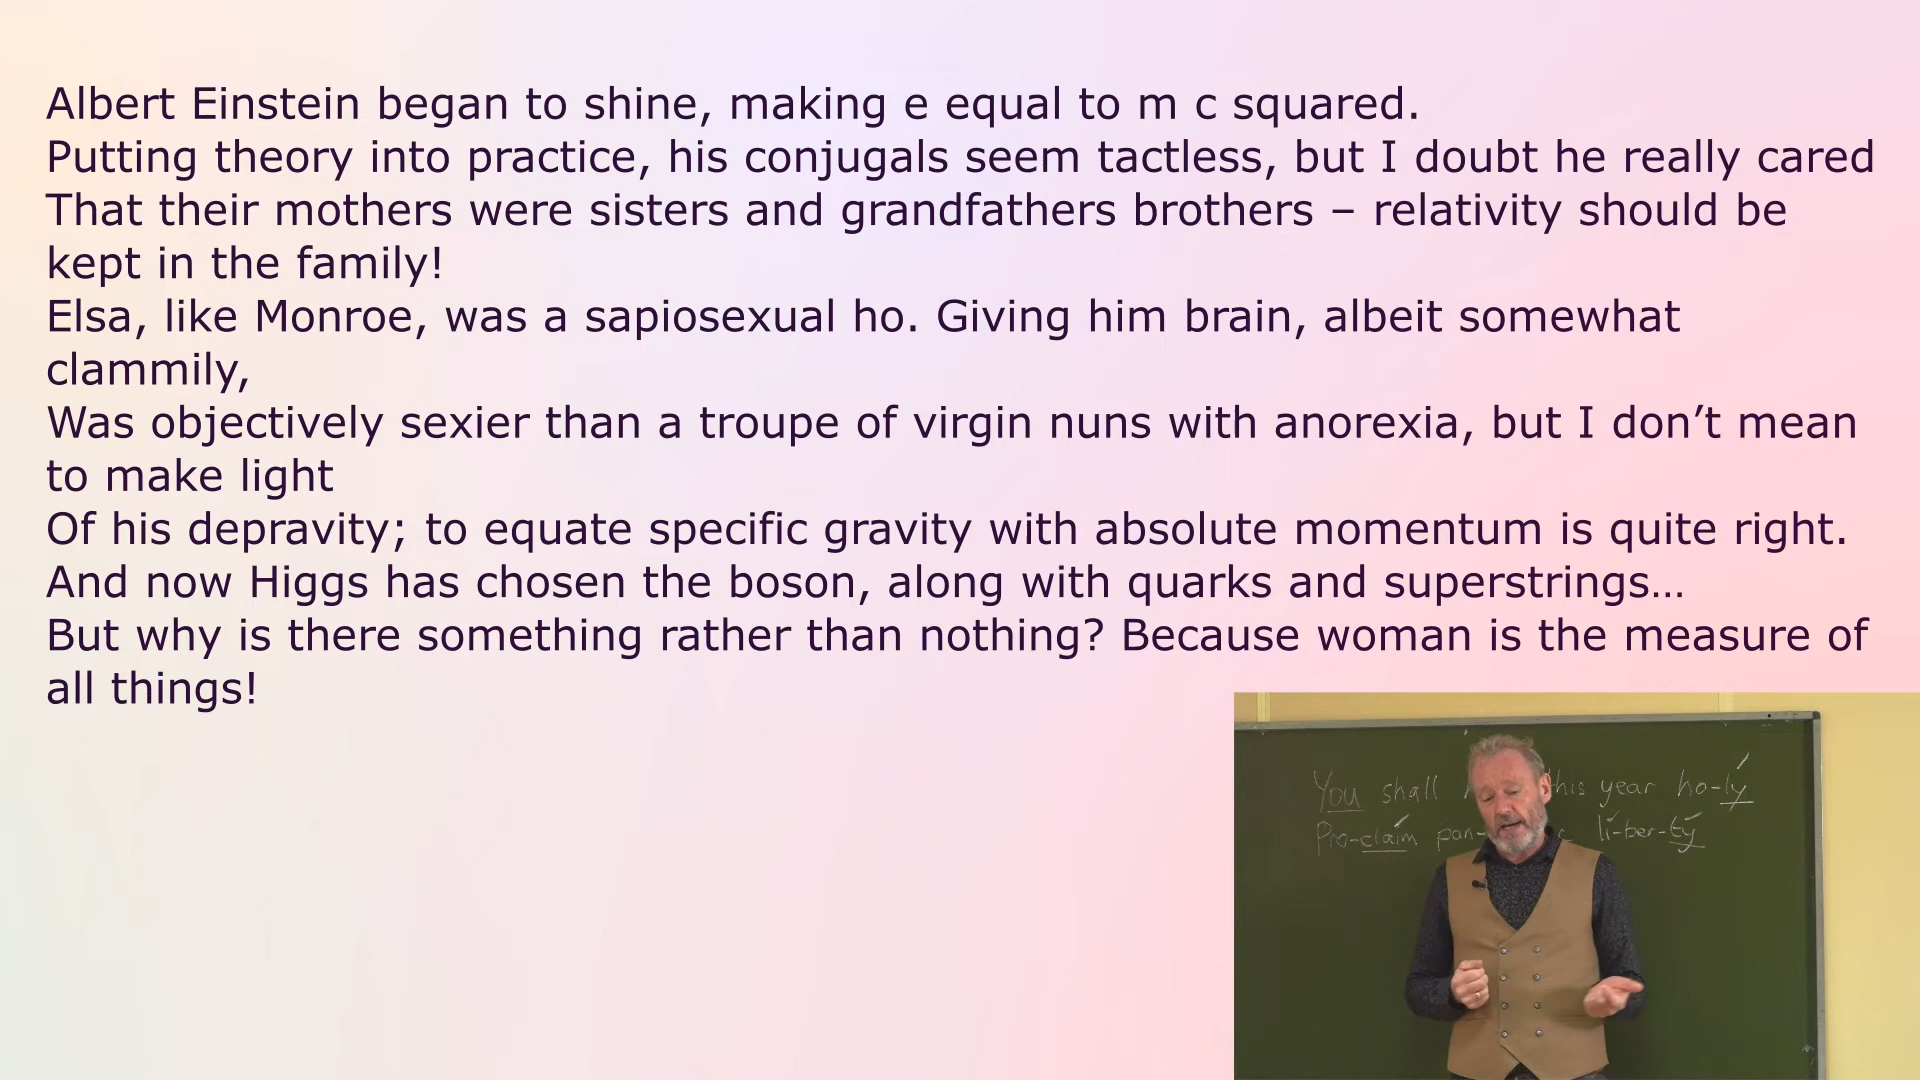 Albert Einstein began to shine, making e equal to m c squared.
Putting theory into practice, his conjugals seem tactless, but I doubt he really cared
That their mothers were sisters and grandfathers brothers – relativity should be
kept in the family!
Elsa, like Monroe, was a sapiosexual ho. Giving him brain, albeit somewhat
clammily,
Was objectively sexier than a troupe of virgin nuns with anorexia, but I don’t mean
to make light
Of his depravity; to equate specific gravity with absolute momentum is quite right.
And now Higgs has chosen the boson, along with quarks and superstrings…
But why is there something rather than nothing? Because woman is the measure of
all things!
You shall this year ho-ly
Pro-claim pan- li-ber-ty